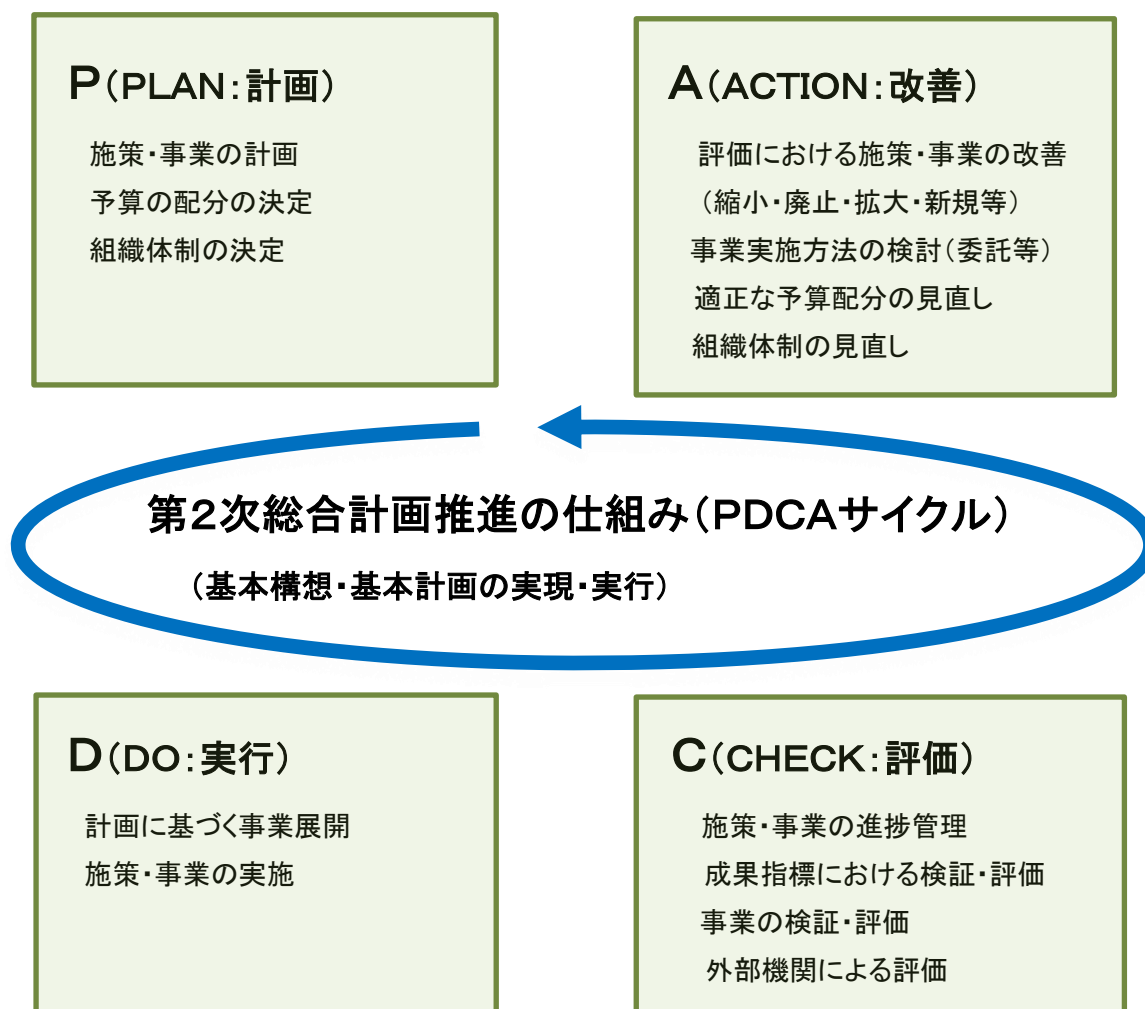 P(PLAN:計画)
施策・事業の計画
予算の配分の決定
組織体制の決定
A(ACTION:改善)
評価における施策・事業の改善
(縮小・廃止・拡大・新規等)
事業実施方法の検討(委託等)
適正な予算配分の見直し
組織体制の見直し
第2次総合計画推進の仕組み(PDCAサイクル)
(基本構想・基本計画の実現・実行)
D(DO:実行)
計画に基づく事業展開
施策・事業の実施
C(CHECK:評価)
施策・事業の進捗管理
成果指標における検証・評価
事業の検証・評価
外部機関による評価